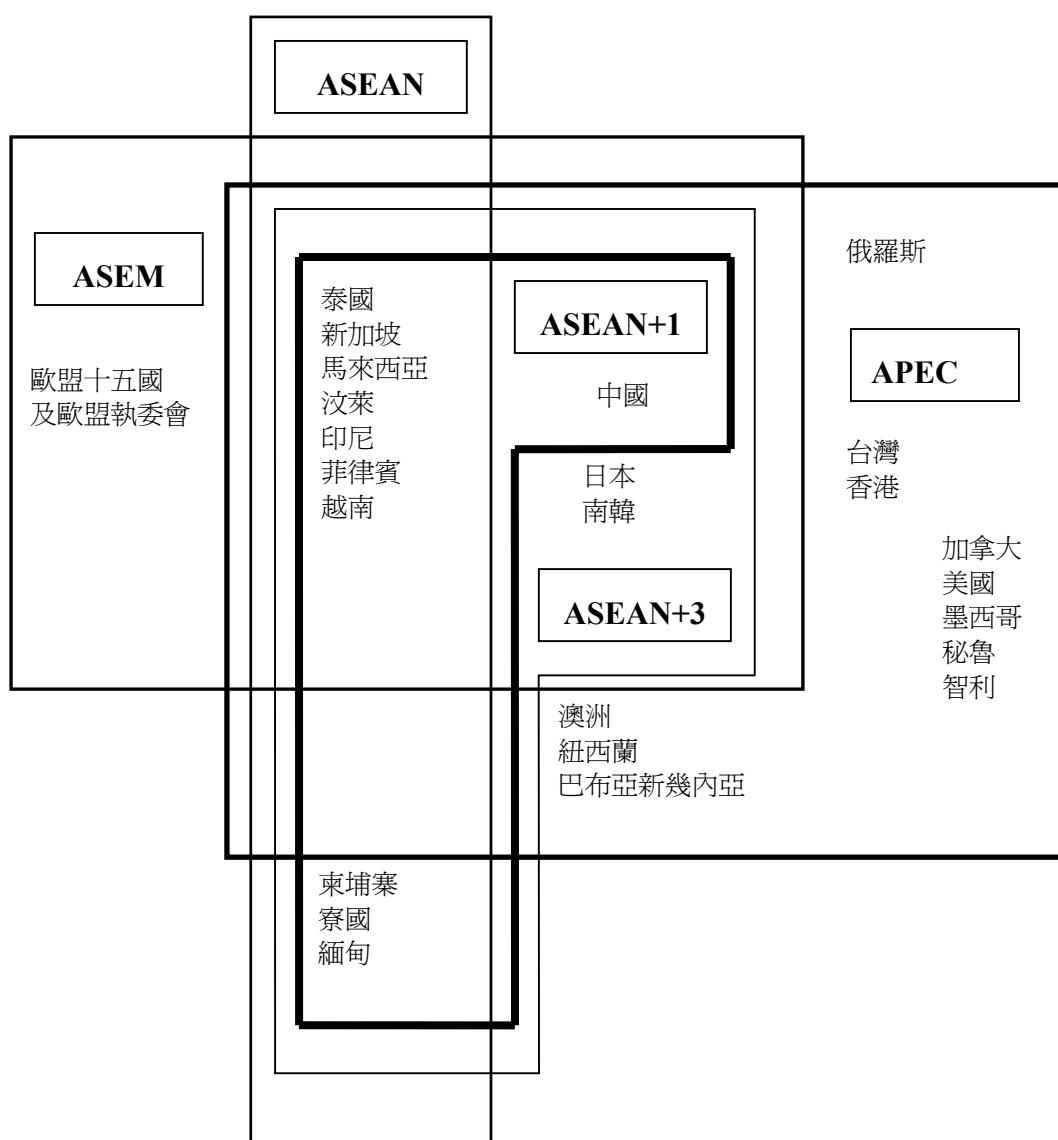 ASEAN
ASEM
歐盟十五國
及歐盟執委會
泰國
新加坡
馬來西亞
汶萊
印尼
菲律賓
越南
ASEAN+1
中國
日本
南韓
ASEAN+3
俄羅斯
APEC
台灣
香港
加拿大
美國
墨西哥
秘魯
智利
澳洲
紐西蘭
巴布亞新幾內亞
柬埔寨
寮國
緬甸